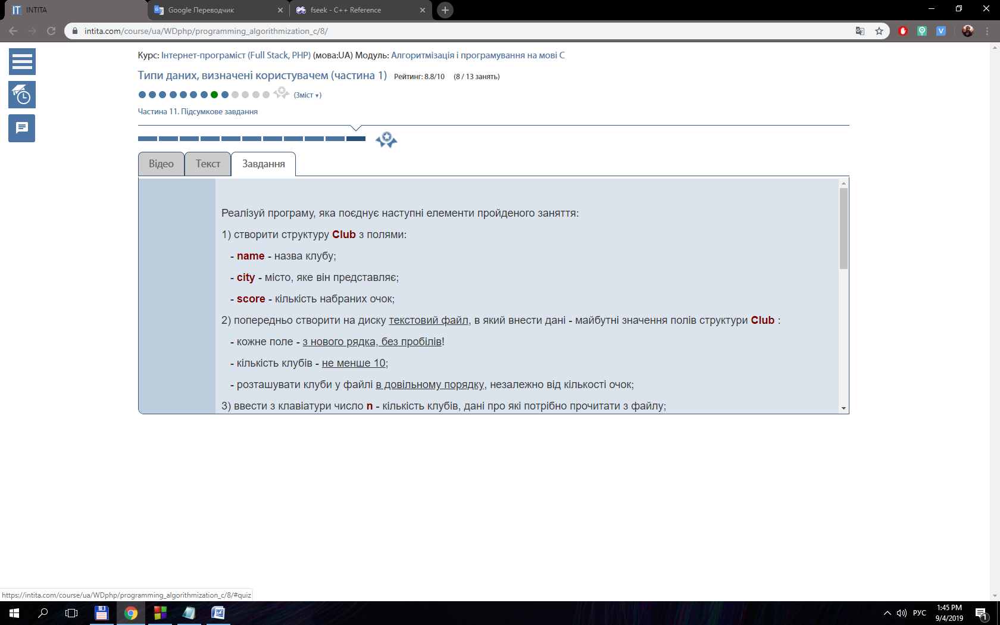 INTITA
Google Переводчик
fseek - C++ Reference
intita.com/course/ua/WDphp/programming_algorithmization_c/8/
Курс: Інтернет-програміст (Full Stack, PHP) (мова:UA) Модуль: Алгоритмізація і програмування на мові C
Типи даних, визначені користувачем (частина 1) Рейтинг: 8.8/10 (8 / 13 занять)
(Зміст ▾)
Частина 11. Підсумкове завдання
Відео Текст Завдання
Реалізуй програму, яка поєднує наступні елементи пройденого заняття:
1) створити структуру Club з полями:
- name - назва клубу;
- city - місто, яке він представляє;
- score - кількість набраних очок;
2) попередньо створити на диску текстовий файл, в який внести дані - майбутні значення полів структури Club :
- кожне поле - з нового рядка, без пробілів!
- кількість клубів - не менше 10;
- розташувати клуби у файлі в довільному порядку, незалежно від кількості очок;
3) ввести з клавіатури число n - кількість клубів, дані про які потрібно прочитати з файлу;
https://intita.com/course/ua/WDphp/programming_algorithmization_c/8/#quiz
РУС
1:45 PM
9/4/2019
1